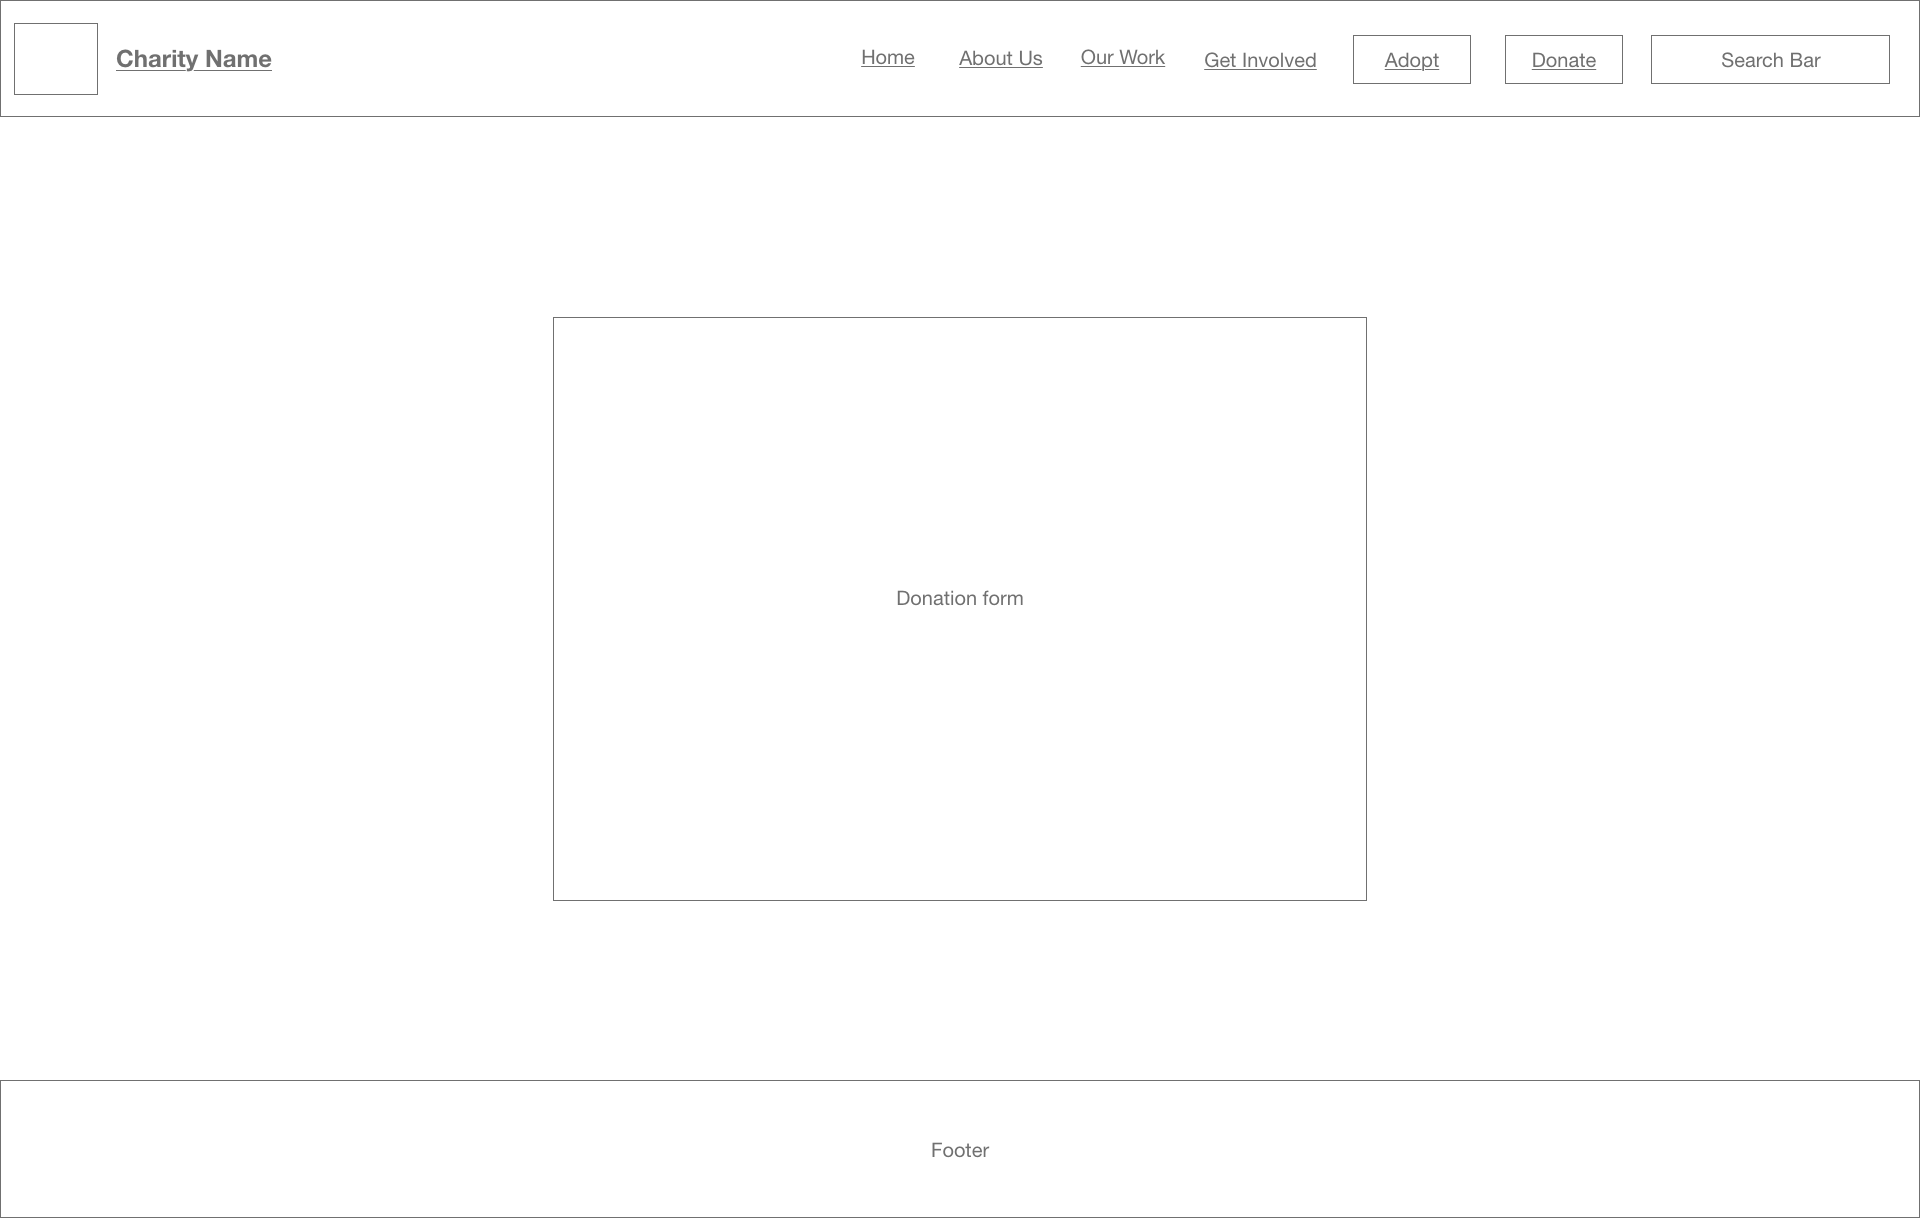 Charity Name
Home About Us Our Work Get Involved Adopt Donate Search Bar
Donation form
Footer